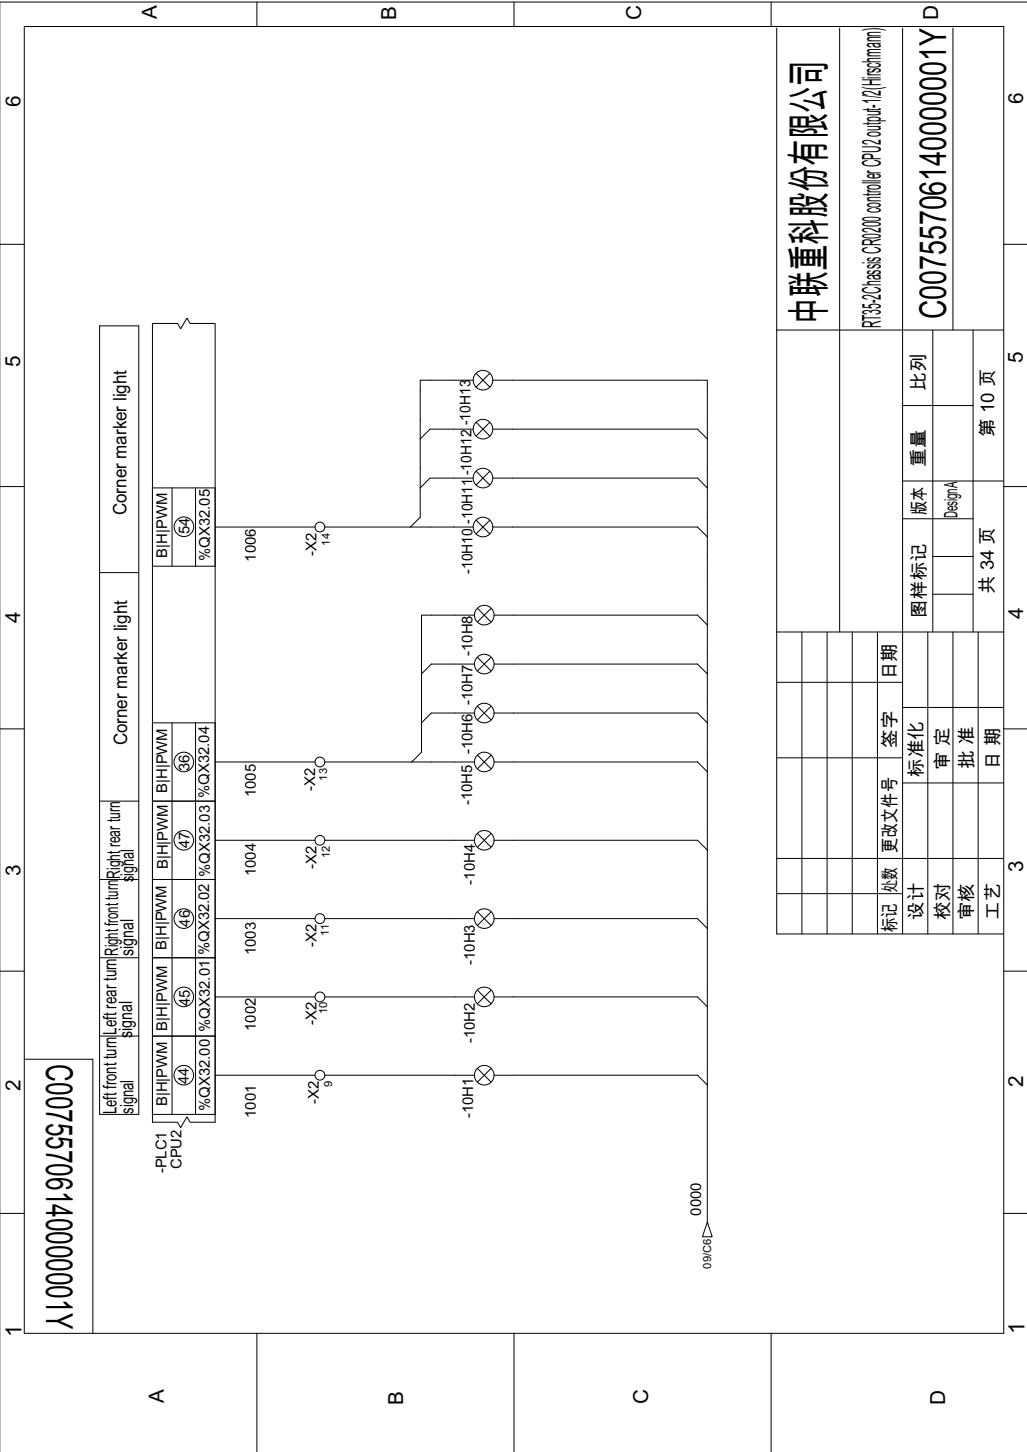 1 2 3 4 5 6
A
B
C
D
A
B
C
D
C0075570614000001Y
Left front turn signal
Left rear turn signal
Right front turn signal
Right rear turn signal
Corner marker light
Corner marker light
-PLC1
CPU2
B|H|PWM B|H|PWM B|H|PWM B|H|PWM B|H|PWM B|H|PWM
44 45 46 47 36 54
%QX32.00 %QX32.01 %QX32.02 %QX32.03 %QX32.04 %QX32.05
1001 1002 1003 1004 1005 1006
-X2 -X2 -X2 -X2 -X2 -X2
9 10 11 12 13 14
-10H1 -10H2 -10H3 -10H4 -10H5 -10H6 -10H7 -10H8 -10H10 -10H11 -10H12 -10H13
09/C6 0000
中联重科股份有限公司
RT35-2Chassis CR0200 controller CPU2 output-1/2(Hirschmann)
C0075570614000001Y
标记 处数 更改文件号 签字 日期
设计 标准化
校对 审定
审核 批准
工艺 日期
图样标记 版本 重量 比列
DesignA
共 34 页 第 10 页
1 2 3 4 5 6